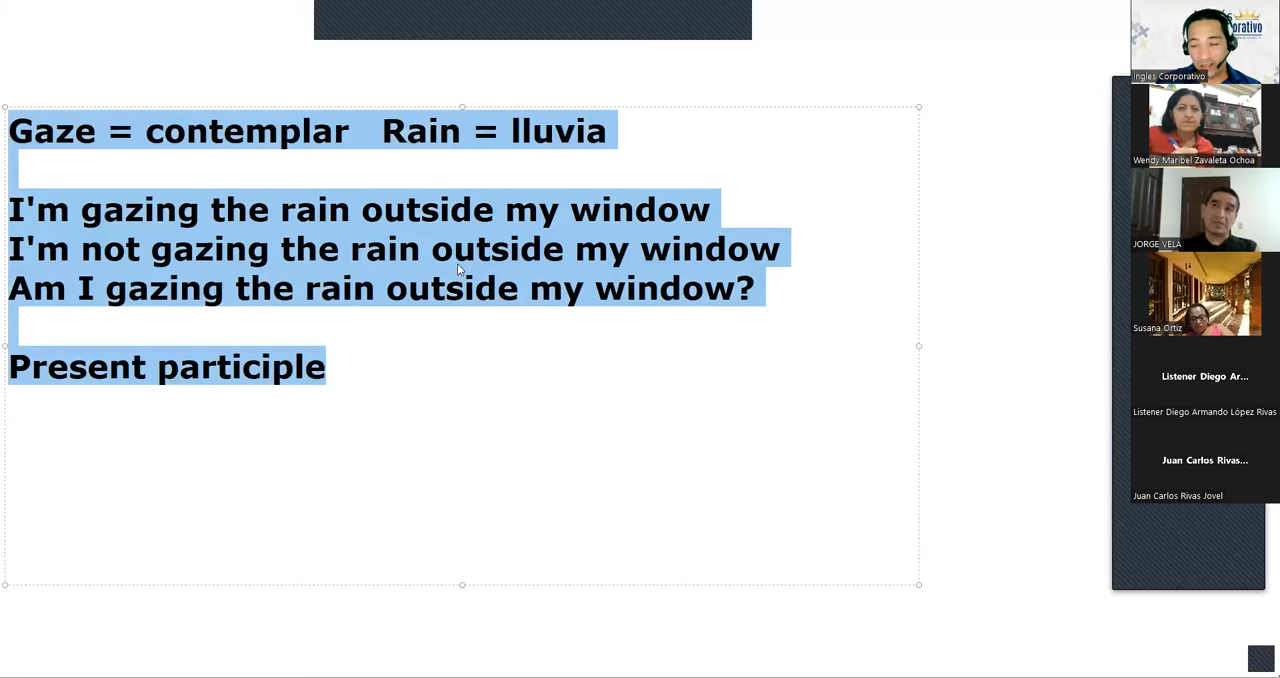 Gaze = contemplar   Rain = lluvia
I'm gazing the rain outside my window
I'm not gazing the rain outside my window
Am I gazing the rain outside my window?
Present participle
Ingles Corporativo
Wendy Maribel Zavaleta Ochoa
JORGE VELA
Susana Ortiz
Listener Diego Ar...
Listener Diego Armando López Rivas
Juan Carlos Rivas...
Juan Carlos Rivas Jovel